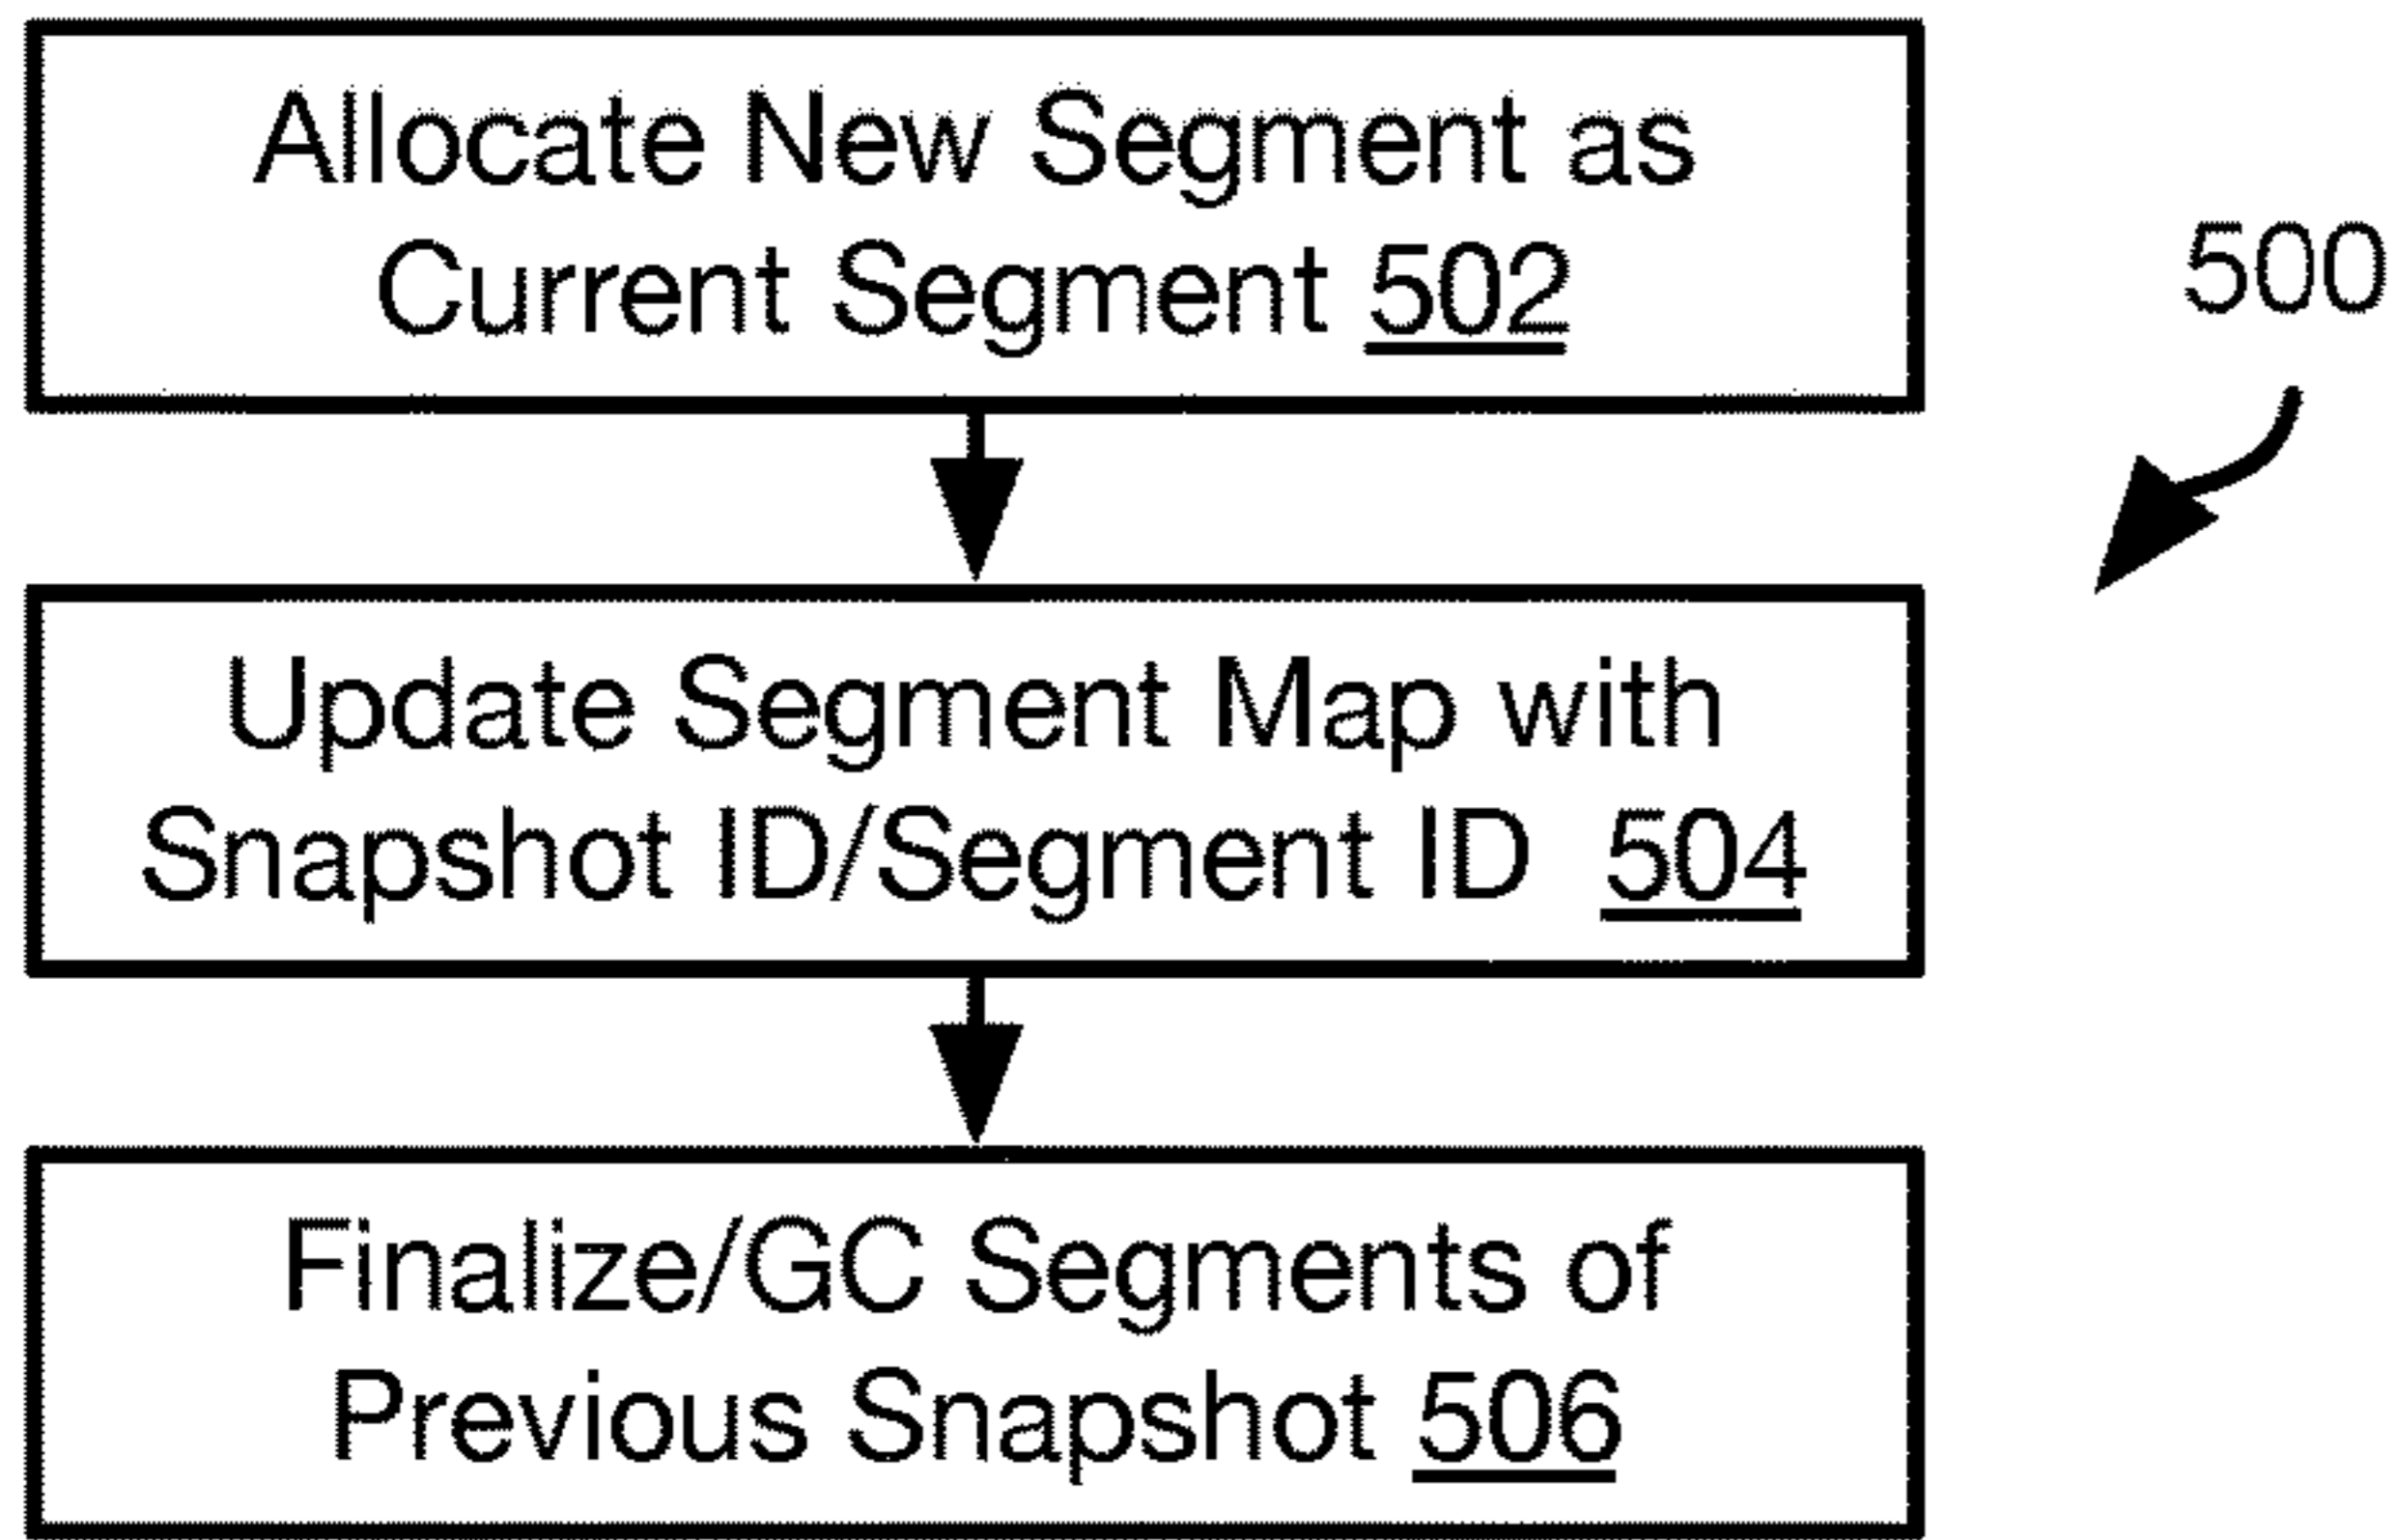 Allocate New Segment as
Current Segment 502
500
Update Segment Map with
Snapshot ID/Segment ID 504
Finalize/GC Segments of
Previous Snapshot 506